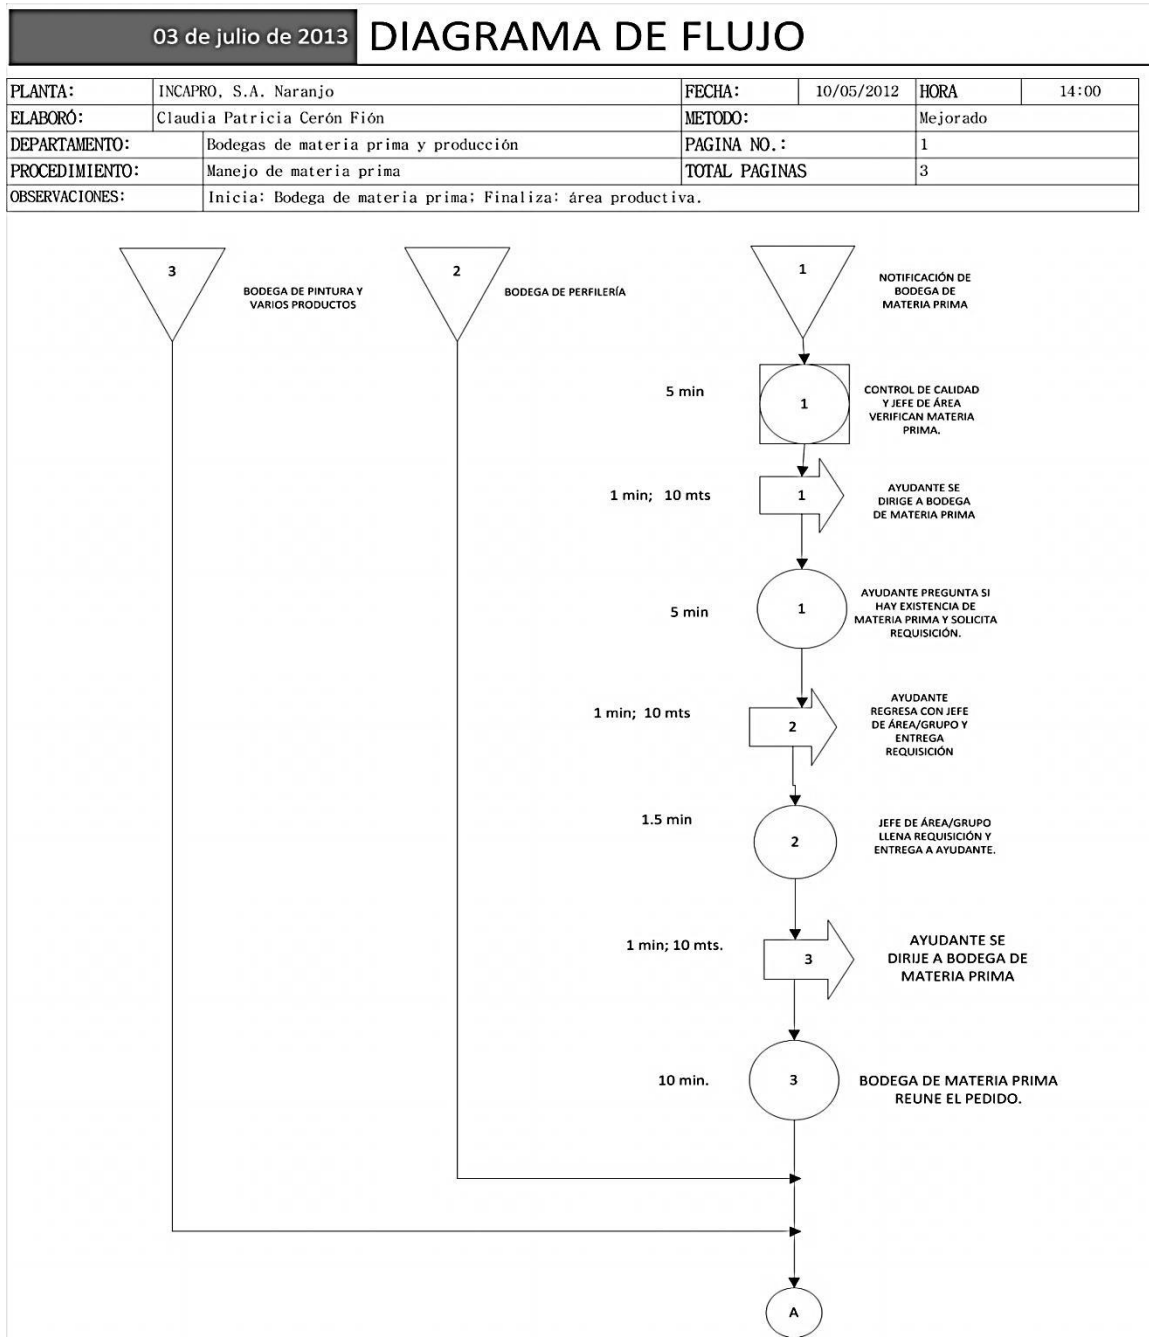 03 de julio de 2013 DIAGRAMA DE FLUJO
PLANTA: INCAPRO, S.A. Naranjo FECHA: 10/05/2012 HORA 14:00
ELABORÓ: Claudia Patricia Cerón Fión METODO: Mejorado
DEPARTAMENTO: Bodegas de materia prima y producción PAGINA NO.: 1
PROCEDIMIENTO: Manejo de materia prima TOTAL PAGINAS 3
OBSERVACIONES: Inicia: Bodega de materia prima; Finaliza: área productiva.
3
BODEGA DE PINTURA Y
VARIOS PRODUCTOS
2
BODEGA DE PERFILERÍA
1
NOTIFICACIÓN DE
BODEGA DE
MATERIA PRIMA
5 min
1
CONTROL DE CALIDAD
Y JEFE DE ÁREA
VERIFICAN MATERIA
PRIMA.
1 min; 10 mts
1
AYUDANTE SE
DIRIGE A BODEGA
DE MATERIA PRIMA
5 min
1
AYUDANTE PREGUNTA SI
HAY EXISTENCIA DE
MATERIA PRIMA Y SOLICITA
REQUISICIÓN.
1 min; 10 mts
2
AYUDANTE
REGRESA CON JEFE
DE ÁREA/GRUPO Y
ENTREGA
REQUISICIÓN
1.5 min
2
JEFE DE ÁREA/GRUPO
LLENA REQUISICIÓN Y
ENTREGA A AYUDANTE.
1 min; 10 mts.
3
AYUDANTE SE
DIRIJE A BODEGA DE
MATERIA PRIMA
10 min.
3
BODEGA DE MATERIA PRIMA
REUNE EL PEDIDO.
A